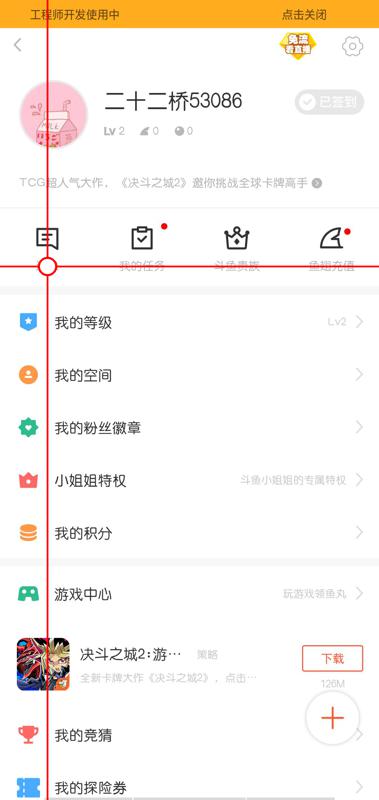 工程师开发使用中
点击关闭
免流
看直播
二十二桥53086
已签到
Lv 2
0
0
TCG超人气大作，《决斗之城2》邀你挑战全球卡牌高手
我的任务
斗鱼贵族
鱼翅充值
我的等级
Lv2
我的空间
我的粉丝徽章
小姐姐特权
斗鱼小姐姐的专属特权
我的积分
游戏中心
玩游戏领鱼丸
决斗之城2:游…
策略
下载
全新卡牌大作《决斗之城2》，点击…
126M
我的竞猜
我的探险券